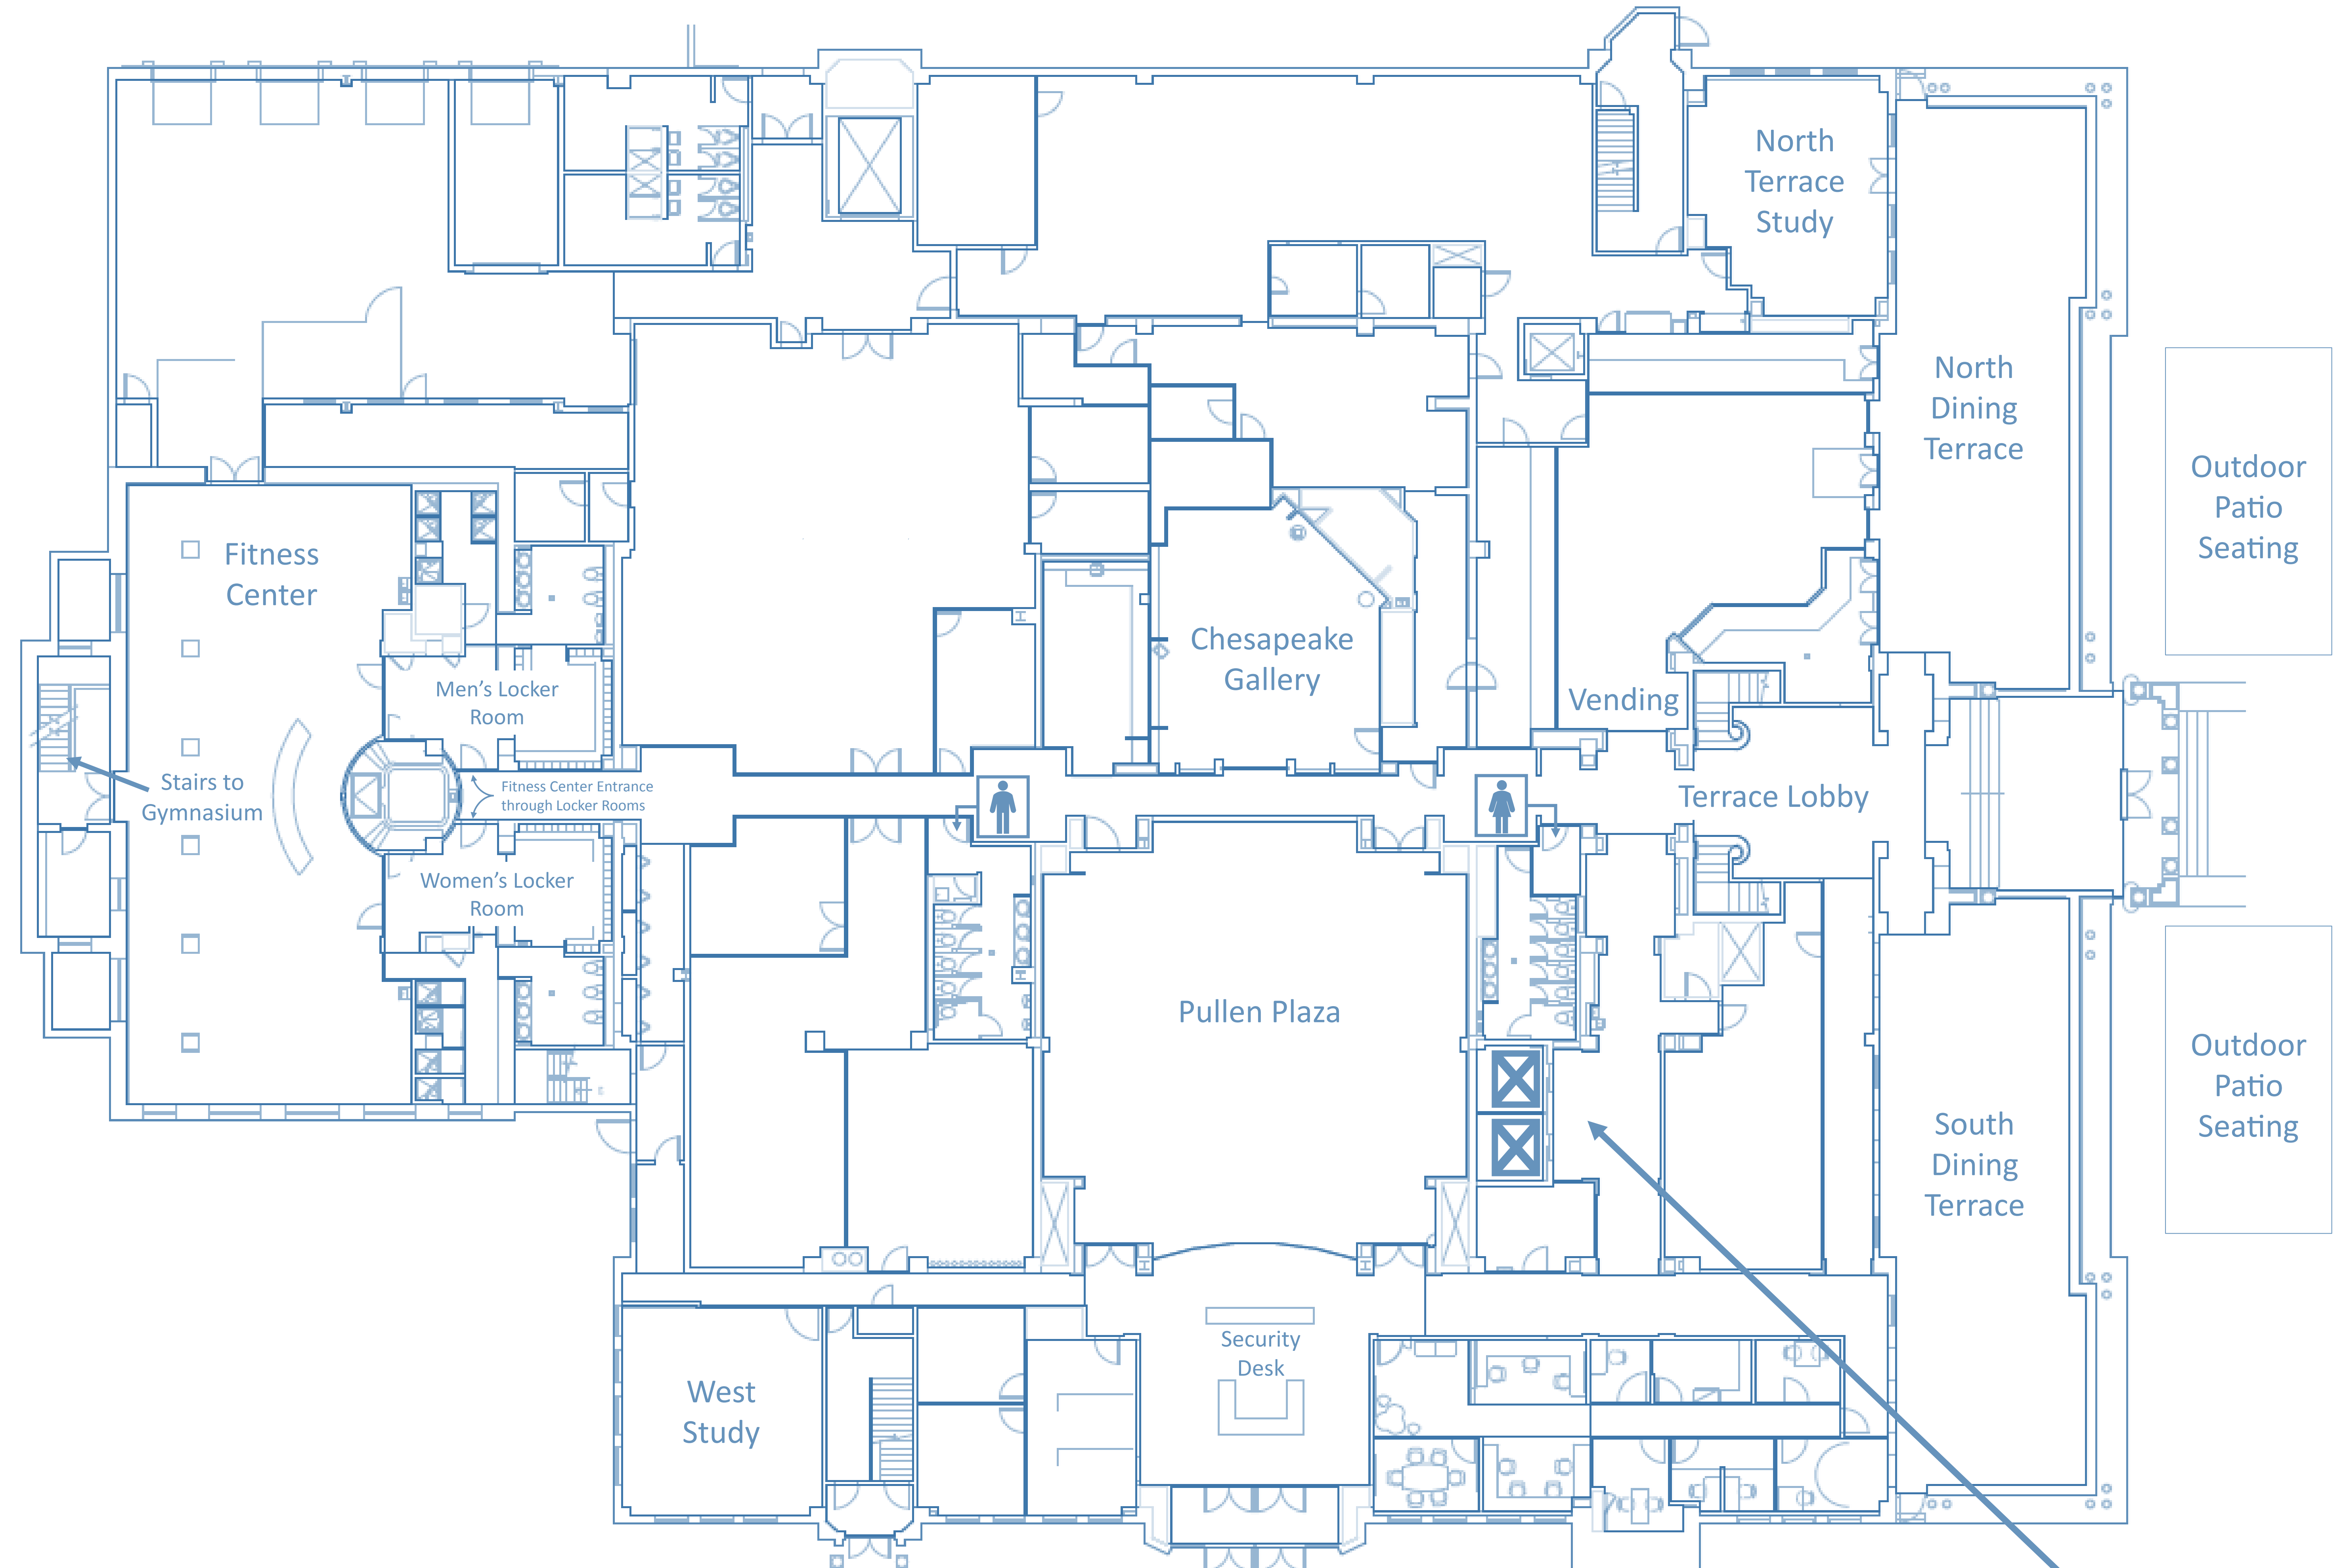 North
Terrace
Study
North
Dining
Terrace
Outdoor
Patio
Seating
Fitness
Center
Chesapeake
Gallery
Men's Locker
Room
Vending
Stairs to
Gymnasium
Fitness Center Entrance
through Locker Rooms
Terrace Lobby
Women's Locker
Room
Pullen Plaza
Outdoor
Patio
Seating
South
Dining
Terrace
Security
Desk
West
Study